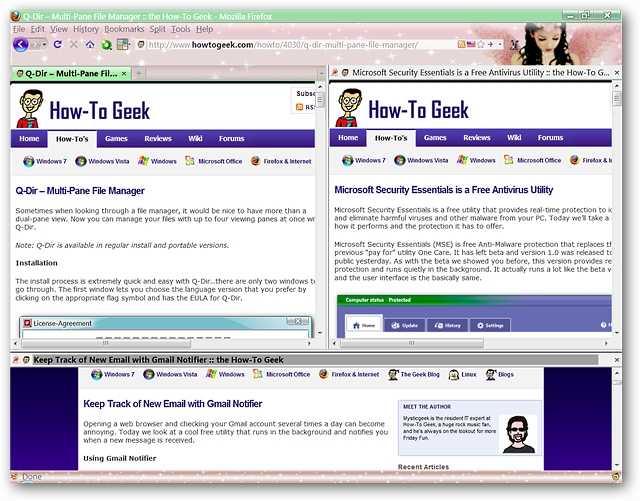 Q-Dir – Multi-Pane File Manager :: the How-To Geek - Mozilla Firefox
File Edit View History Bookmarks Split Tools Help
http://www.howtogeek.com/howto/4030/q-dir-multi-pane-file-manager/
Q-Dir – Multi-Pane Fil...
How-To Geek
Subsc
RSS
Home How-To's Games Reviews Wiki Forums
Windows 7 Windows Vista Windows Microsoft Office Firefox & Internet
Q-Dir – Multi-Pane File Manager
Sometimes when looking through a file manager, it would be nice to have more than a
dual-pane view. Now you can manage your files with up to four viewing panes at once wi
Q-Dir.
Note: Q-Dir is available in regular install and portable versions.
Installation
The install process is extremely quick and easy with Q-Dir…there are only two windows t
go through. The first window lets you choose the language version that you prefer by
clicking on the appropriate flag symbol and has the EULA for Q-Dir.
License-Agreement
Microsoft Security Essentials is a Free Antivirus Utility :: the How-To G...
How-To Geek
Home How-To's Games Reviews Wiki Forums
Windows 7 Windows Vista Windows Microsoft Office Firefox & In
Microsoft Security Essentials is a Free Antivirus Utility
Microsoft Security Essentials is a free utility that provides real-time protection to id
and eliminate harmful viruses and other malware from your PC. Today we'll take a
how it performs and the protection it has to offer.
Microsoft Security Essentials (MSE) is free Anti-Malware protection that replaces th
previous "pay for" utility One Care. It has left beta and version 1.0 was released to
public yesterday. As with the beta we showed you before, this version provides re
protection and runs quietly in the background. It actually runs a lot like the beta v
and the user interface is the basically same.
Computer status - Protected
Home Update History Settings
Keep Track of New Email with Gmail Notifier :: the How-To Geek
Windows 7 Windows Vista Windows Microsoft Office Firefox & Internet The Geek Blog Linux Blogs
Keep Track of New Email with Gmail Notifier
Opening a web browser and checking your Gmail account several times a day can become
annoying. Today we look at a cool free utility that runs in the background and notifies you
when a new message is received.
Using Gmail Notifier
MEET THE AUTHOR
Mysticgeek is the resident IT expert at
How-To Geek, a huge rock music fan,
and he's always on the lookout for more
Friday Fun.
Recent Articles
Done